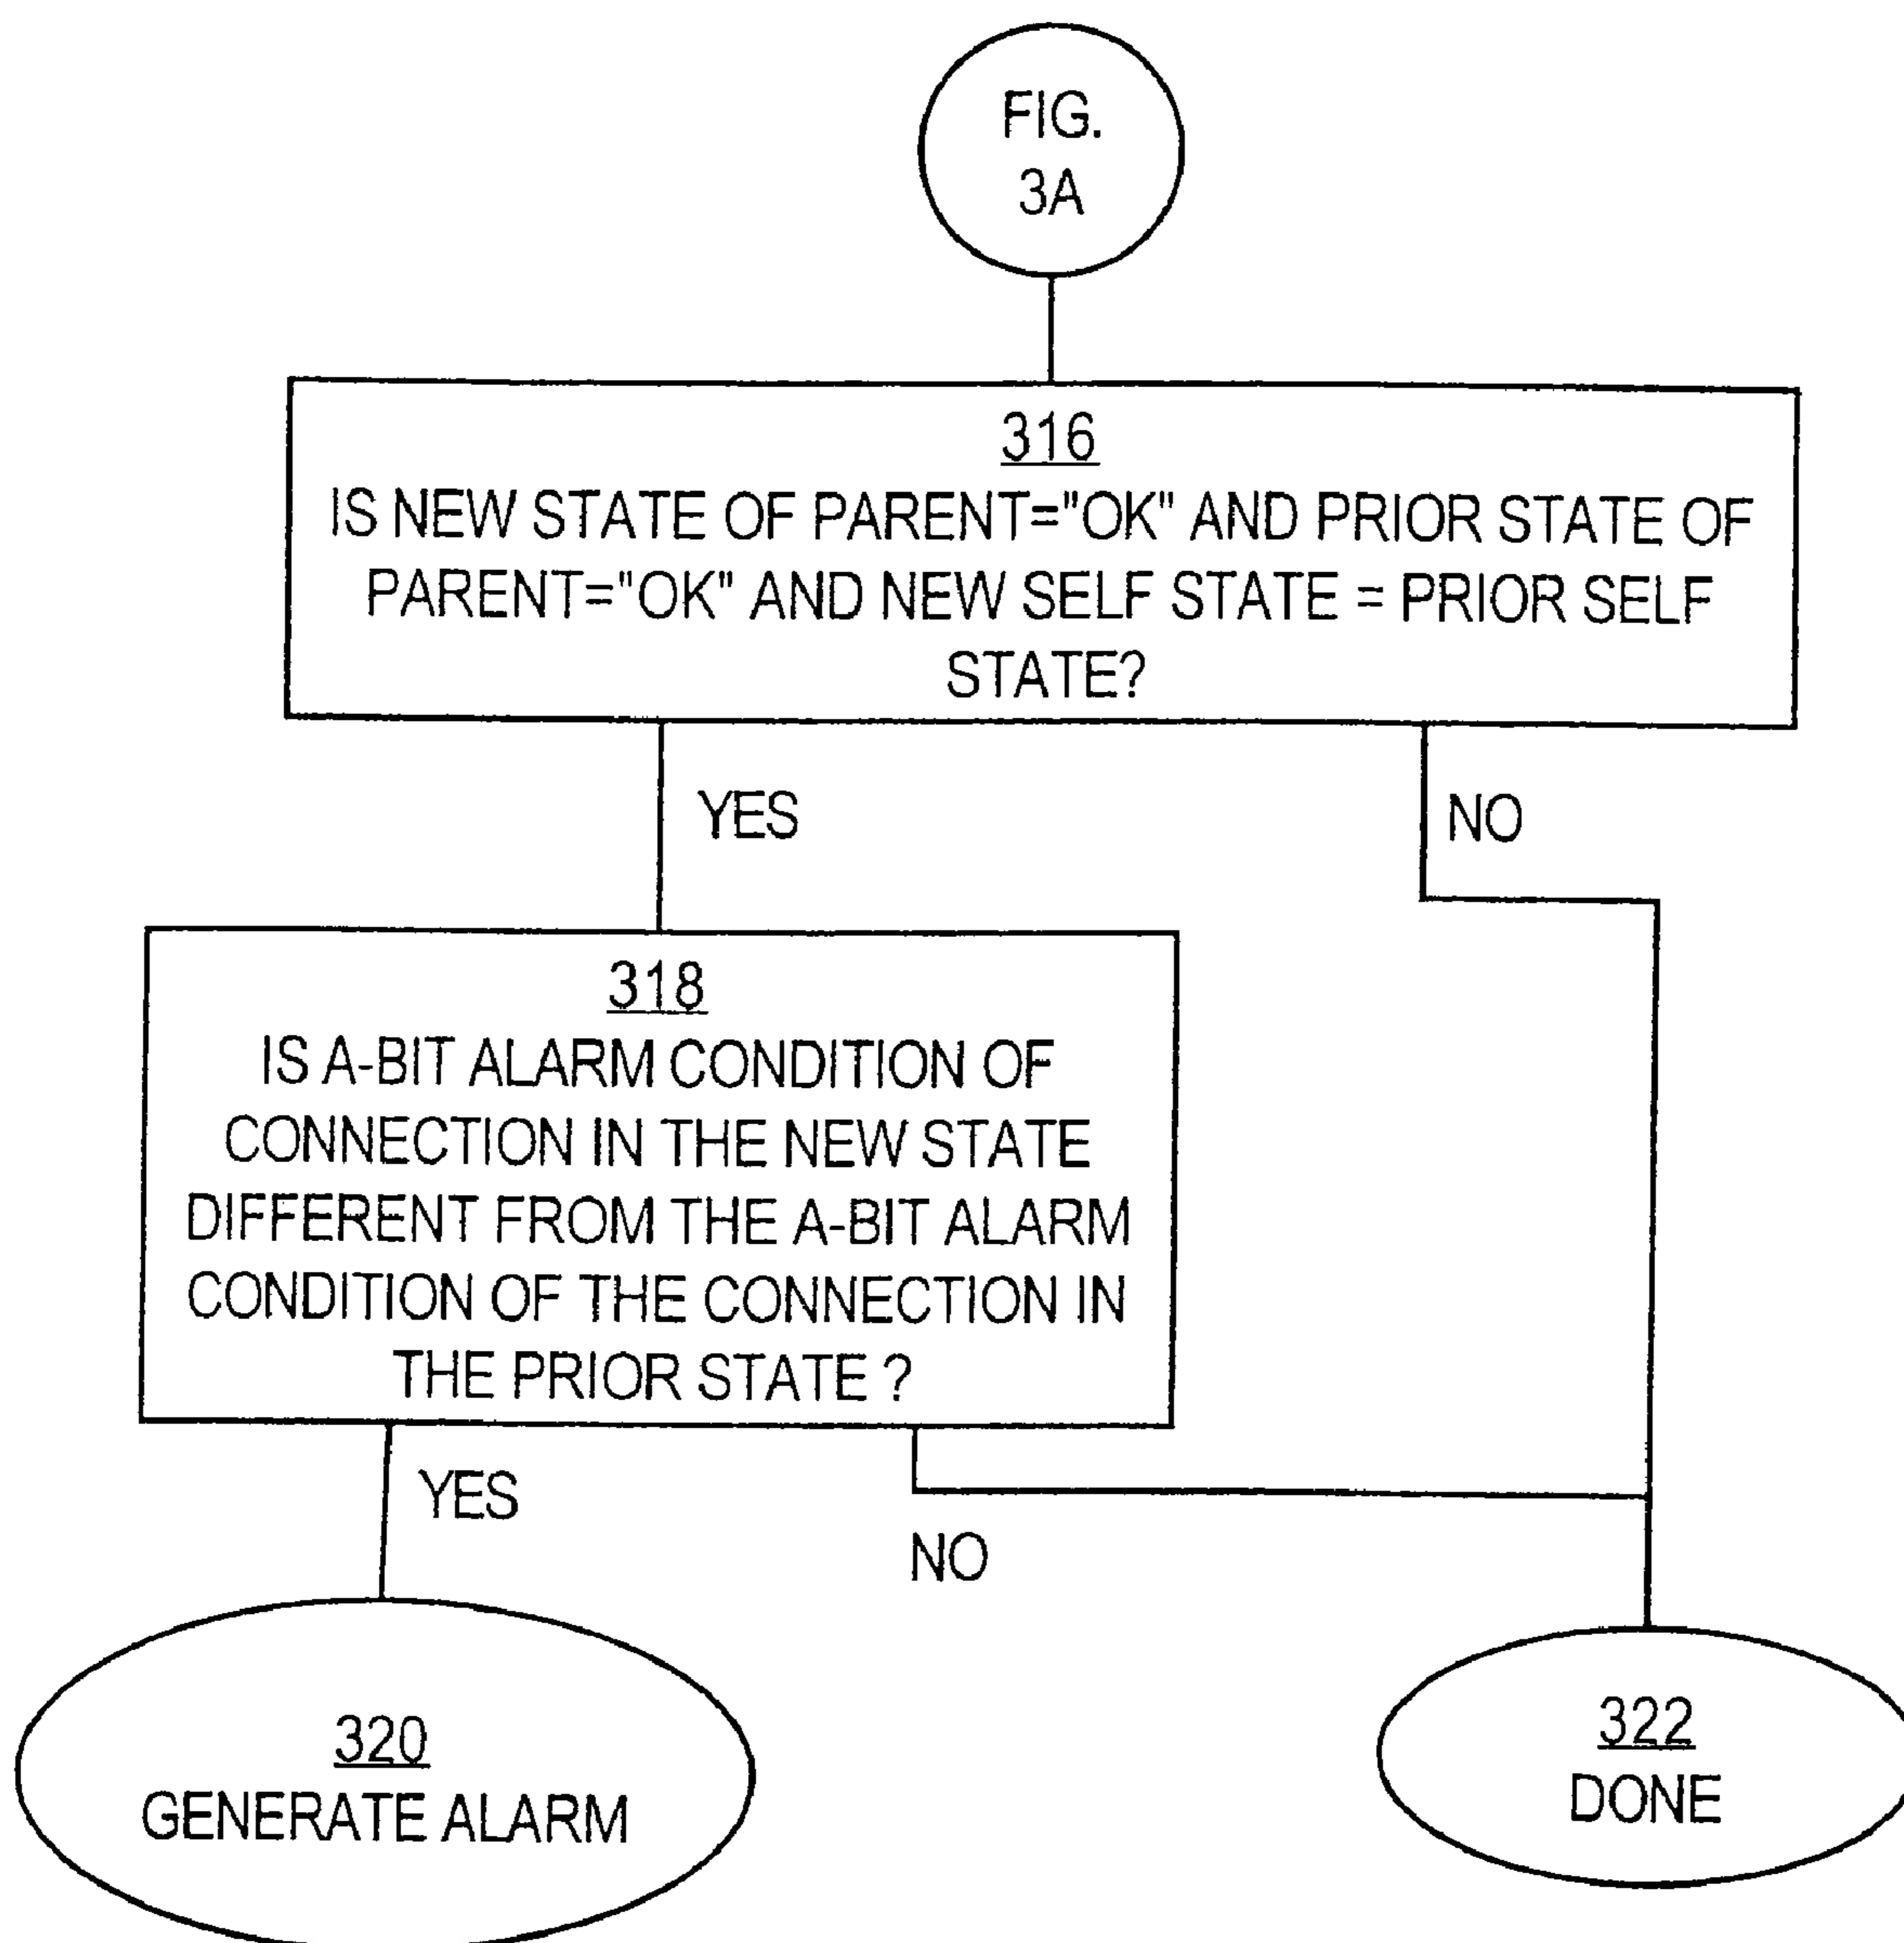 FIG.
3A
316
IS NEW STATE OF PARENT="OK" AND PRIOR STATE OF
PARENT="OK" AND NEW SELF STATE = PRIOR SELF
STATE?
YES
NO
318
IS A-BIT ALARM CONDITION OF
CONNECTION IN THE NEW STATE
DIFFERENT FROM THE A-BIT ALARM
CONDITION OF THE CONNECTION IN
THE PRIOR STATE ?
YES
NO
320
GENERATE ALARM
322
DONE